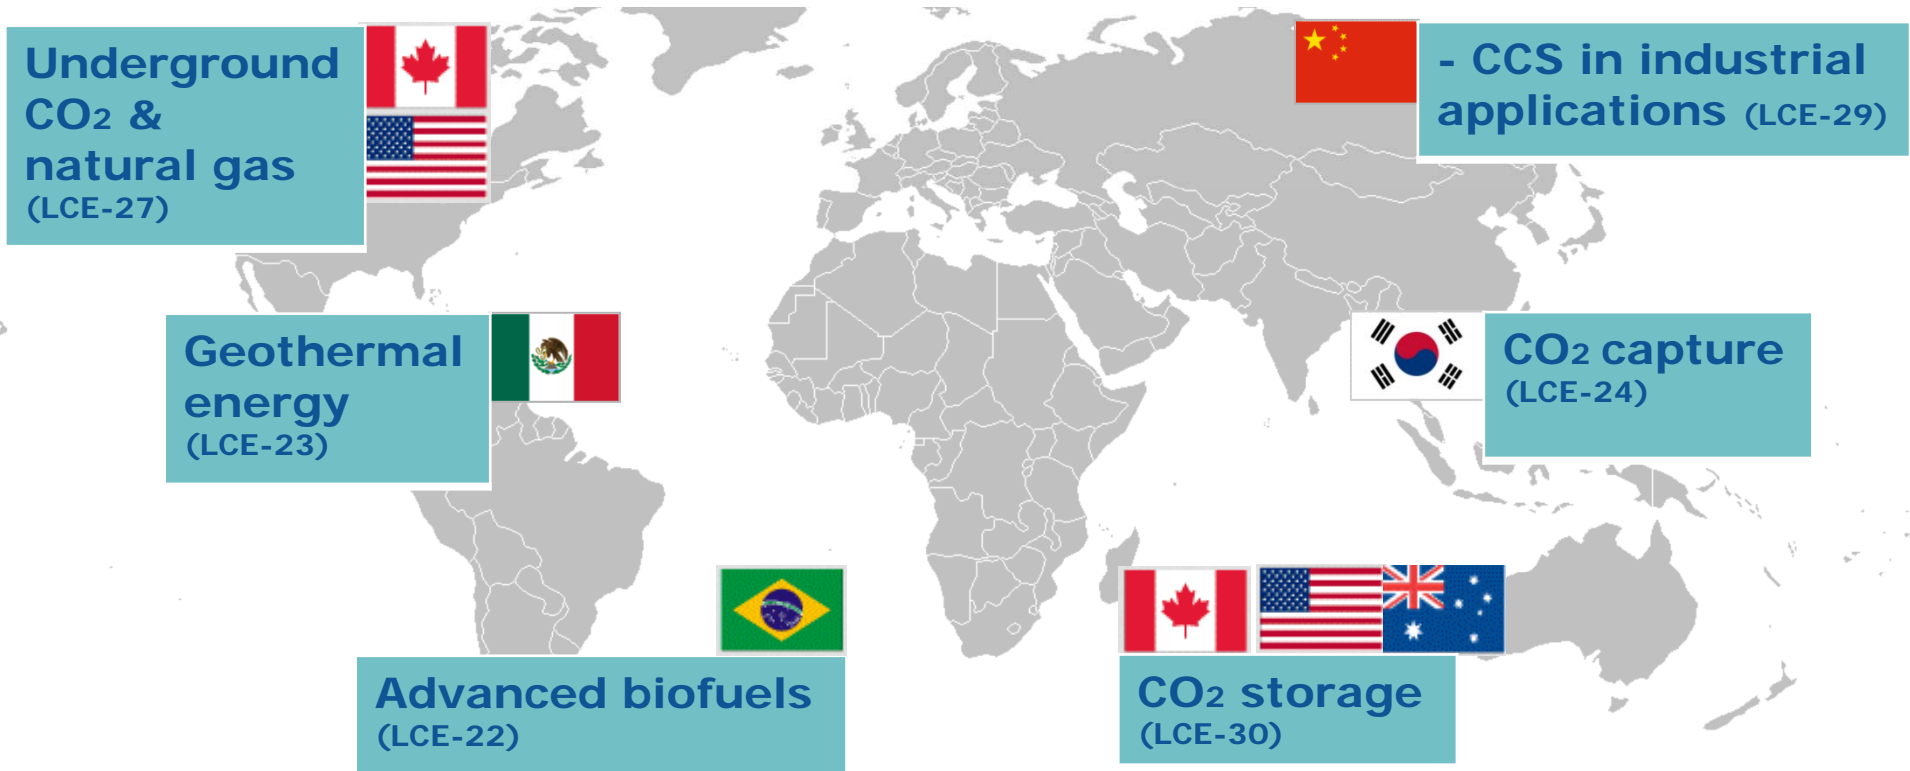 Underground
CO₂ &
natural gas
(LCE-27)
- CCS in industrial
applications (LCE-29)
Geothermal
energy
(LCE-23)
CO₂ capture
(LCE-24)
Advanced biofuels
(LCE-22)
CO₂ storage
(LCE-30)